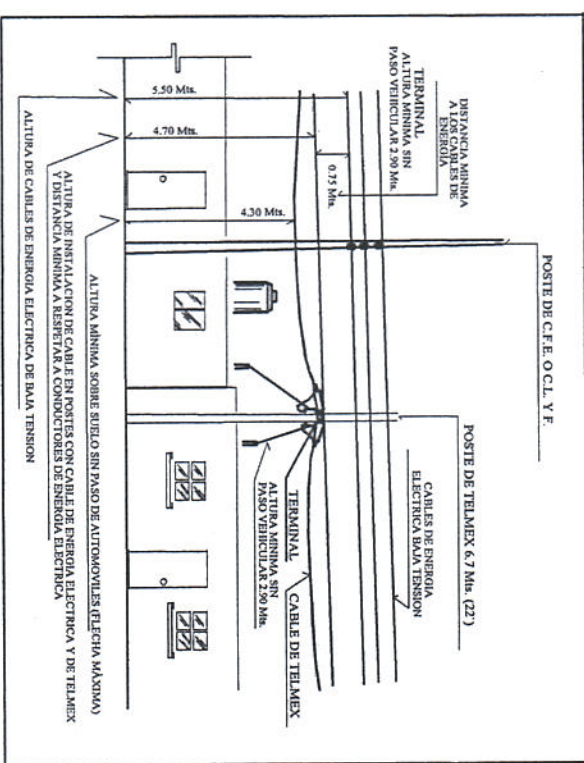 POSTE DE C.F.E. O C.L. Y F.
POSTE DE TELMEX 6.7 Mts. (22')
DISTANCIA MINIMA
A LOS CABLES DE
ENERGÍA
TERMINAL
ALTURA MINIMA SIN
PASO VEHICULAR 2.90 Mts.
CABLES DE ENERGIA
ELECTRICA BAJA TENSION
0.75 Mts.
5.50 Mts.
4.70 Mts.
4.30 Mts.
TERMINAL
CABLE DE TELMEX
ALTURA MINIMA SIN
PASO VEHICULAR 2.90 Mts.
ALTURA MÍNIMA SOBRE SUELO SIN PASO DE AUTOMOVILES (FLECHA MÁXIMA)
ALTURA DE INSTALACION DE CABLE EN POSTES CON CABLE DE ENERGIA ELECTRICA Y DE TELMEX
Y DISTANCIA MINIMA A RESPETAR A CONDUCTORES DE ENERGIA ELECTRICA
ALTURA DE CABLES DE ENERGIA ELECTRICA DE BAJA TENSION